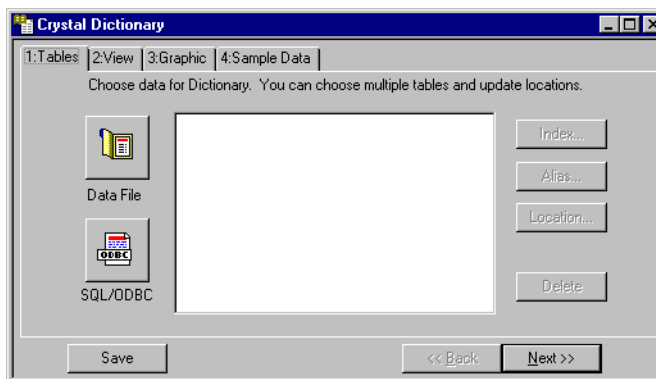 Crystal Dictionary
1:Tables 2:View 3:Graphic 4:Sample Data
Choose data for Dictionary. You can choose multiple tables and update locations.
Index...
Data File
Alias...
Location...
ODBC
SQL/ODBC
Delete
Save
<< Back
Next >>